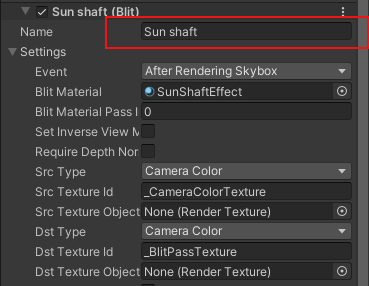 Sun shaft (Blit)
Name Sun shaft
Settings
Event After Rendering Skybox
Blit Material SunShaftEffect
Blit Material Pass I 0
Set Inverse View M
Require Depth Nor
Src Type Camera Color
Src Texture Id _CameraColorTexture
Src Texture Object None (Render Texture)
Dst Type Camera Color
Dst Texture Id _BlitPassTexture
Dst Texture Object None (Render Texture)